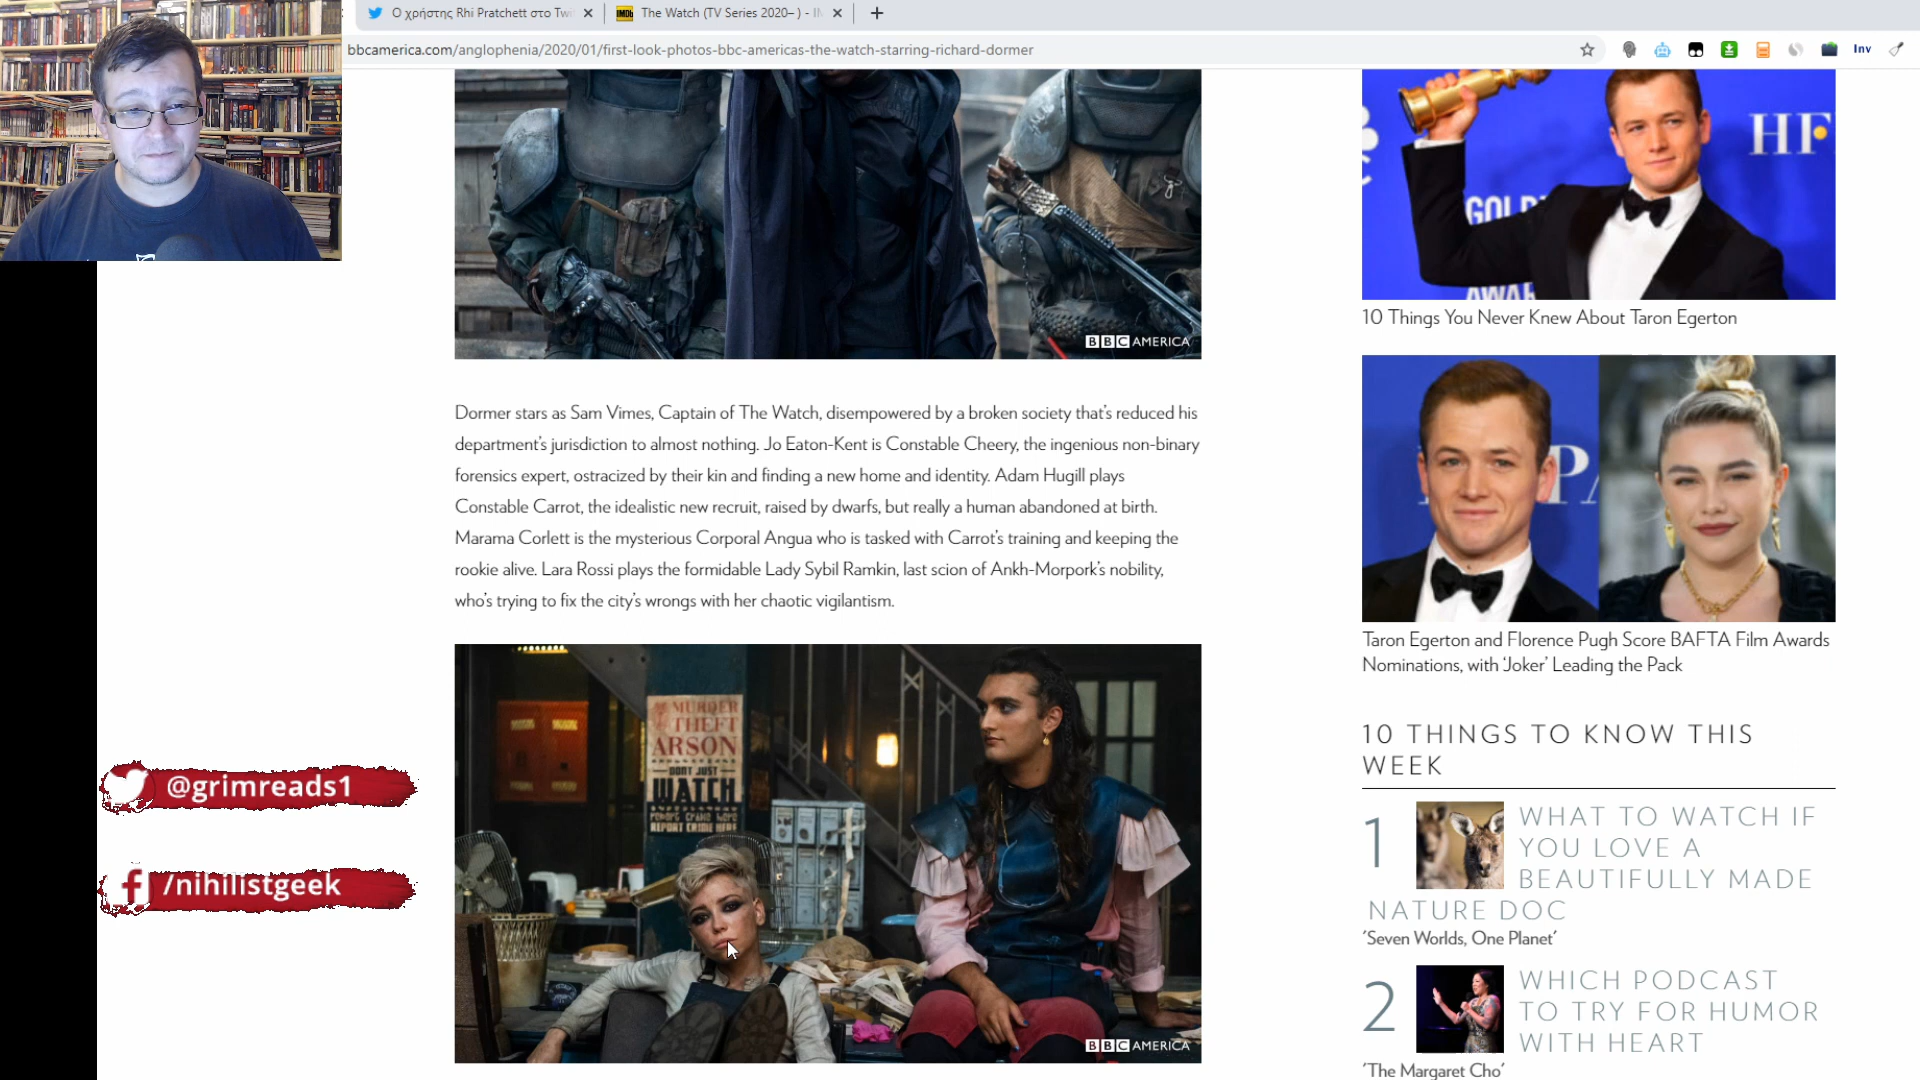 Ο χρήστης Rhi Pratchett στο Twi
The Watch (TV Series 2020– ) - I
bbcamerica.com/anglophenia/2020/01/first-look-photos-bbc-americas-the-watch-starring-richard-dormer
Inv
HF
GOLD
AWAR
BBC AMERICA
10 Things You Never Knew About Taron Egerton
Dormer stars as Sam Vimes, Captain of The Watch, disempowered by a broken society that's reduced his
department's jurisdiction to almost nothing. Jo Eaton-Kent is Constable Cheery, the ingenious non-binary
forensics expert, ostracized by their kin and finding a new home and identity. Adam Hugill plays
Constable Carrot, the idealistic new recruit, raised by dwarfs, but really a human abandoned at birth.
Marama Corlett is the mysterious Corporal Angua who is tasked with Carrot's training and keeping the
rookie alive. Lara Rossi plays the formidable Lady Sybil Ramkin, last scion of Ankh-Morpork's nobility,
who's trying to fix the city's wrongs with her chaotic vigilantism.
Taron Egerton and Florence Pugh Score BAFTA Film Awards
Nominations, with 'Joker' Leading the Pack
MURDER
THEFT
ARSON
DONT JUST
WATCH
REPORT CRIME HERE
BBC AMERICA
@grimreads1
/nihilistgeek
10 THINGS TO KNOW THIS
WEEK
1
WHAT TO WATCH IF
YOU LOVE A
BEAUTIFULLY MADE
NATURE DOC
'Seven Worlds, One Planet'
2
WHICH PODCAST
TO TRY FOR HUMOR
WITH HEART
'The Margaret Cho'